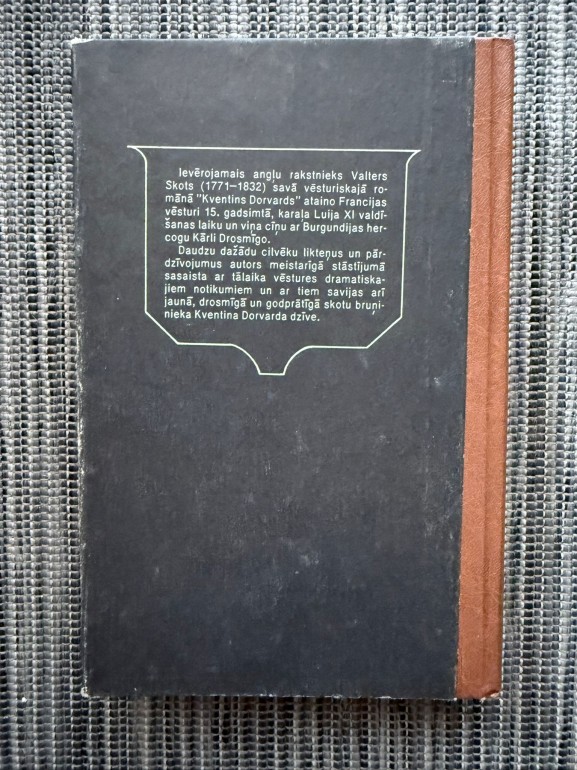 Ievērojamais angļu rakstnieks Valters
Skots (1771—1832) savā vēsturiskajā ro-
mānā "Kventins Dorvards" ataino Francijas
vēsturi 15. gadsimtā, karaļa Luija XI valdī-
šanas laiku un viņa cīņu ar Burgundijas her-
cogu Kārli Drosmīgo.
Daudzu dažādu cilvēku likteņus un pār-
dzīvojumus autors meistarīgā stāstījumā
sasaista ar tālaika vēstures dramatiska-
jiem notikumiem un ar tiem savijas arī
jaunā, drosmīgā un godprātīgā skotu bruņi-
nieka Kventina Dorvarda dzīve.